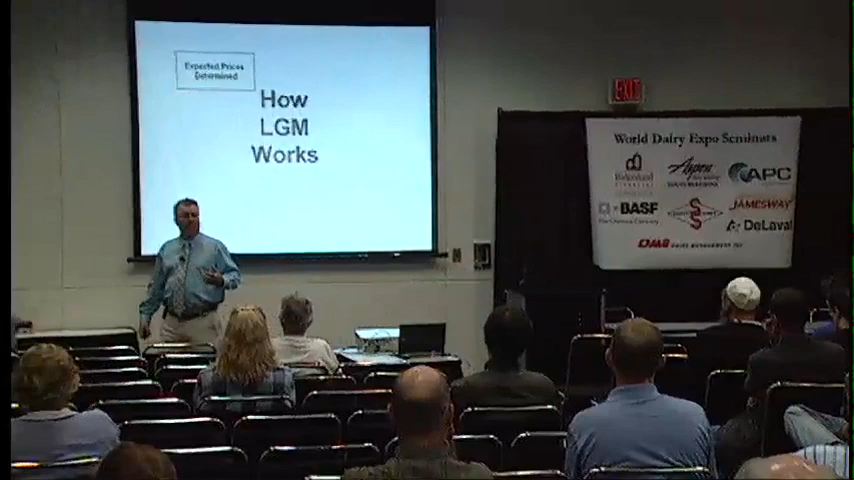 Expected Prices
Determined
How
LGM
Works
EXIT
World Dairy Expo Seminars
Aspen
APC
BASF
JAMESWAY
DeLaval